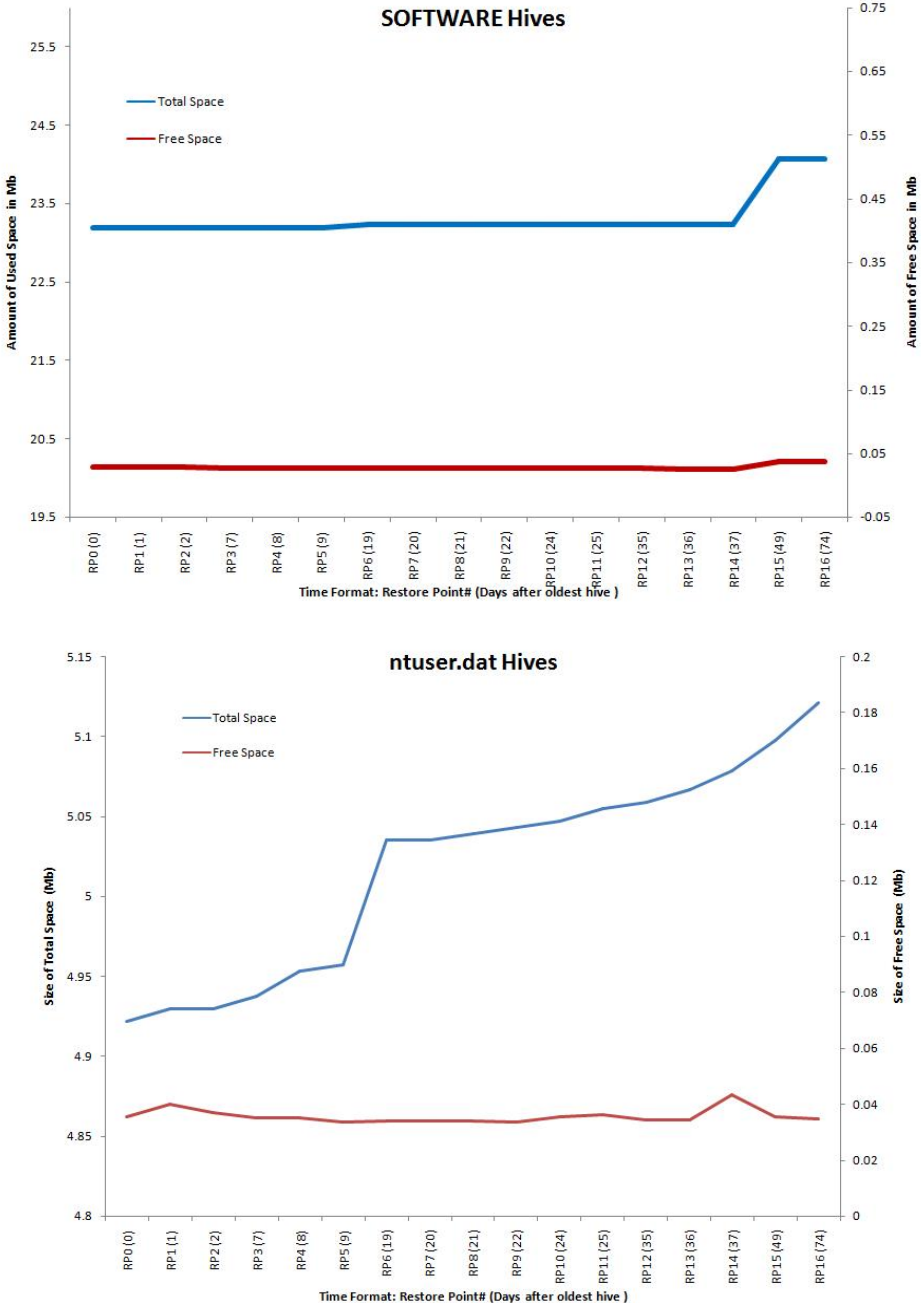 SOFTWARE Hives
0.75
25.5
0.65
Total Space
24.5
0.55
Free Space
23.5
0.45
0.35
22.5
0.25
21.5
0.15
20.5
0.05
19.5
-0.05
Amount of Used Space in Mb
Amount of Free Space in Mb
RP0 (0)
RP1 (1)
RP2 (2)
RP3 (7)
RP4 (8)
RP5 (9)
RP6 (19)
RP7 (20)
RP8 (21)
RP9 (22)
RP10 (24)
RP11 (25)
RP12 (35)
RP13 (36)
RP14 (37)
RP15 (49)
RP16 (74)
Time Format: Restore Point# (Days after oldest hive )
ntuser.dat Hives
5.15
0.2
Total Space
0.18
5.1
Free Space
0.16
5.05
0.14
0.12
5
0.1
4.95
0.08
4.9
0.06
4.85
0.04
0.02
4.8
0
Size of Total Space (Mb)
Size of Free Space (Mb)
RP0 (0)
RP1 (1)
RP2 (2)
RP3 (7)
RP4 (8)
RP5 (9)
RP6 (19)
RP7 (20)
RP8 (21)
RP9 (22)
RP10 (24)
RP11 (25)
RP12 (35)
RP13 (36)
RP14 (37)
RP15 (49)
RP16 (74)
Time Format: Restore Point# (Days after oldest hive )